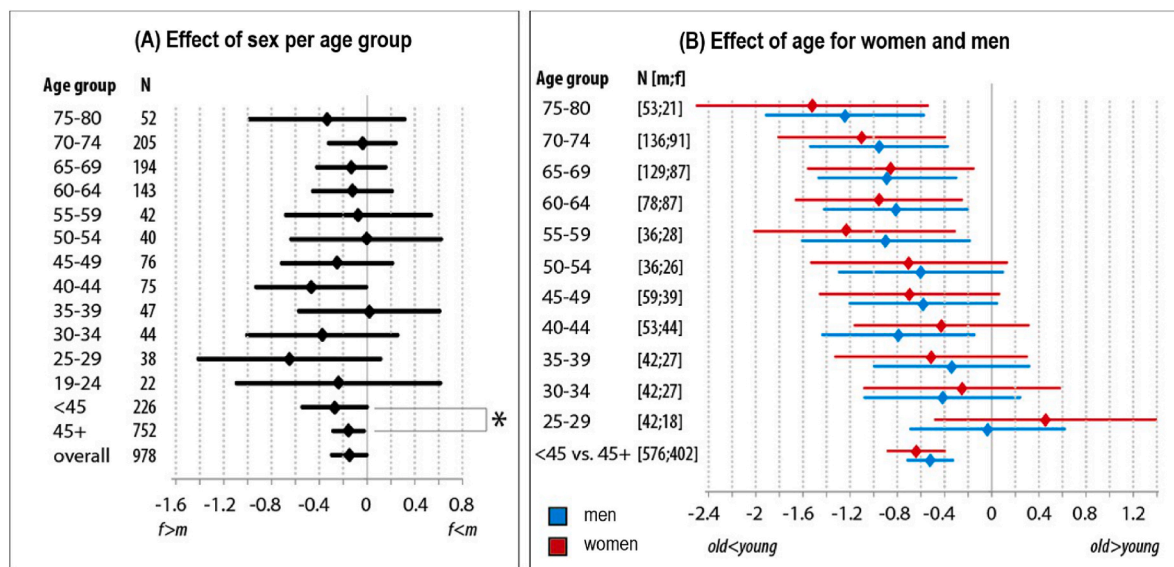 (A) Effect of sex per age group
Age group N
75-80 52
70-74 205
65-69 194
60-64 143
55-59 42
50-54 40
45-49 76
40-44 75
35-39 47
30-34 44
25-29 38
19-24 22
<45 226
*
45+ 752
overall 978
-1.6 -1.2 -0.8 -0.4 0 0.4 0.8
f>m f<m
(B) Effect of age for women and men
Age group N [m;f]
75-80 [53;21]
70-74 [136;91]
65-69 [129;87]
60-64 [78;87]
55-59 [36;28]
50-54 [36;26]
45-49 [59;39]
40-44 [53;44]
35-39 [42;27]
30-34 [42;27]
25-29 [42;18]
<45 vs. 45+ [576;402]
men
women
-2.4 -2 -1.6 -1.2 -0.8 -0.4 0 0.4 0.8 1.2
old<young old>young